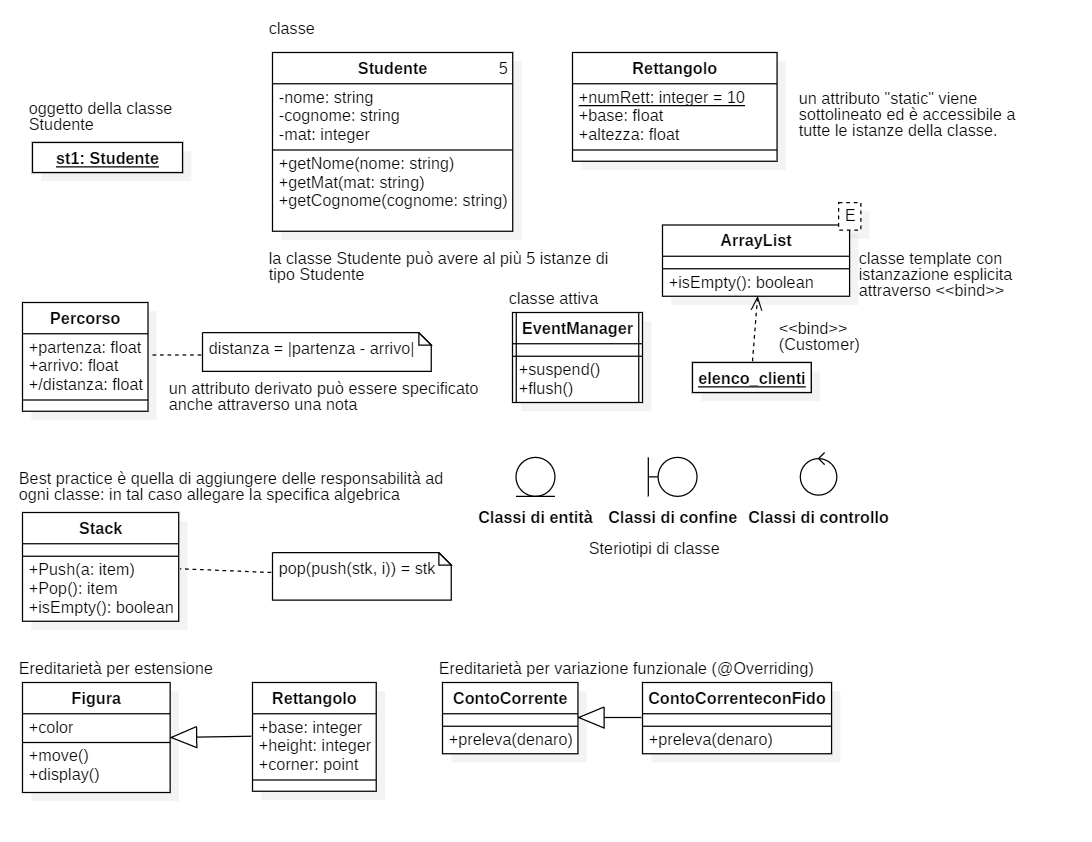 classe
Studente 5
-nome: string
-cognome: string
-mat: integer
+getNome(nome: string)
+getMat(mat: string)
+getCognome(cognome: string)
la classe Studente può avere al più 5 istanze di
tipo Studente
oggetto della classe
Studente
st1: Studente
Rettangolo
+numRett: integer = 10
+base: float
+altezza: float
un attributo "static" viene
sottolineato ed è accessibile a
tutte le istanze della classe.
E
ArrayList
+isEmpty(): boolean
classe template con
istanzazione esplicita
attraverso <<bind>>
<<bind>>
(Customer)
elenco_clienti
classe attiva
EventManager
+suspend()
+flush()
Percorso
+partenza: float
+arrivo: float
+/distanza: float
distanza = |partenza - arrivo|
un attributo derivato può essere specificato
anche attraverso una nota
Classi di entità
Classi di confine
Classi di controllo
Steriotipi di classe
Best practice è quella di aggiungere delle responsabilità ad
ogni classe: in tal caso allegare la specifica algebrica
Stack
+Push(a: item)
+Pop(): item
+isEmpty(): boolean
pop(push(stk, i)) = stk
Ereditarietà per estensione
Figura
+color
+move()
+display()
Rettangolo
+base: integer
+height: integer
+corner: point
Ereditarietà per variazione funzionale (@Overriding)
ContoCorrente
+preleva(denaro)
ContoCorrenteconFido
+preleva(denaro)